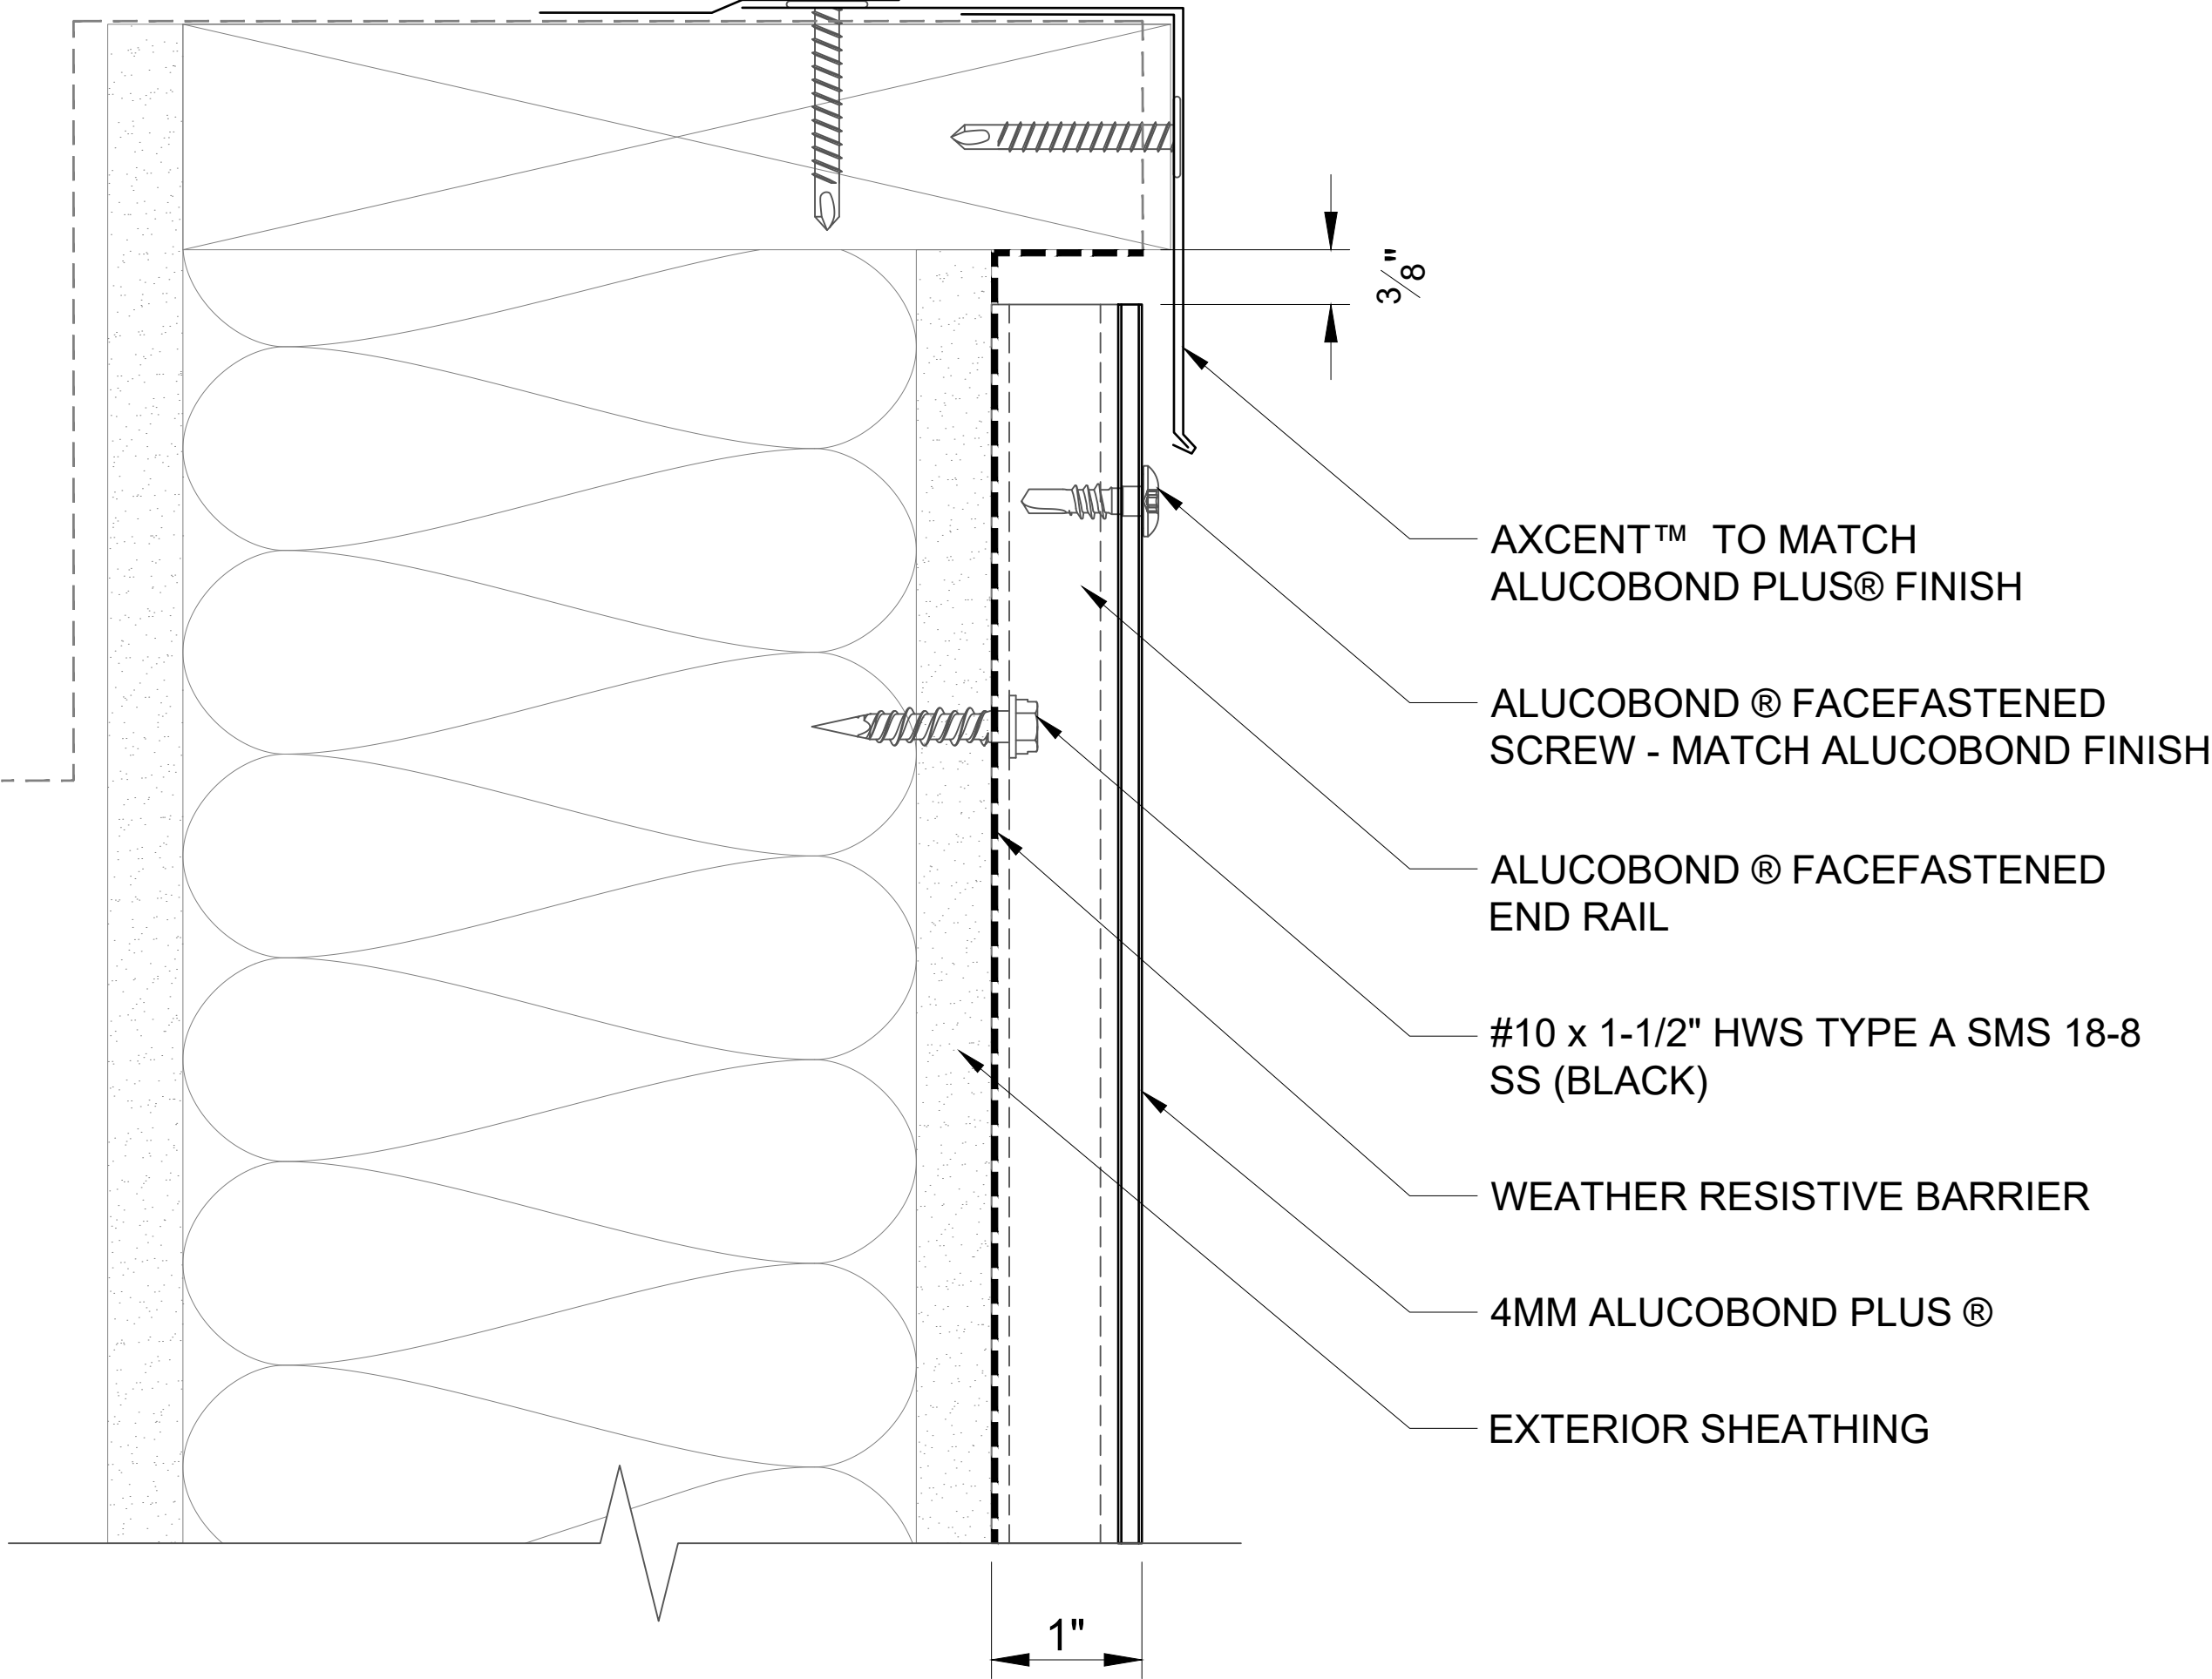 3/8"
AXCENT™ TO MATCH
ALUCOBOND PLUS® FINISH
ALUCOBOND ® FACEFASTENED
SCREW - MATCH ALUCOBOND FINISH
ALUCOBOND ® FACEFASTENED
END RAIL
#10 x 1-1/2" HWS TYPE A SMS 18-8
SS (BLACK)
WEATHER RESISTIVE BARRIER
4MM ALUCOBOND PLUS ®
EXTERIOR SHEATHING
1"